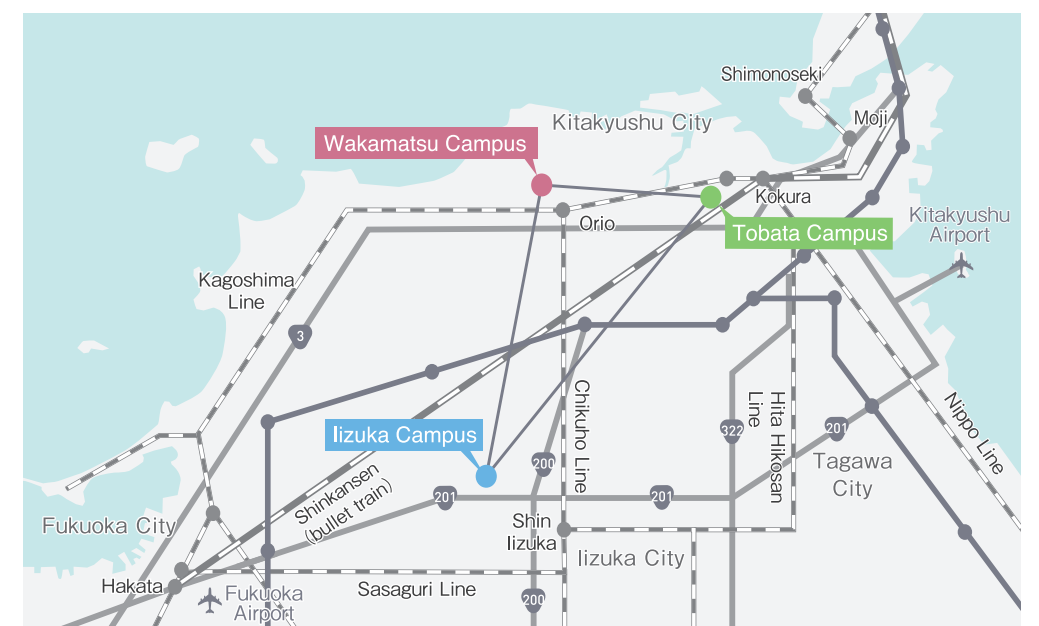 Shimonoseki
Moji
Kitakyushu City
Wakamatsu Campus
Kokura
Kitakyushu
Airport
Orio
Tobata Campus
Kagoshima
Line
3
Chikuho Line
Hita Hikosan
Line
Nippo Line
Iizuka Campus
322
201
200
Tagawa
City
Shinkansen
(bullet train)
201
201
Fukuoka City
Shin
Iizuka
Iizuka City
Hakata
Sasaguri Line
Fukuoka
Airport
200